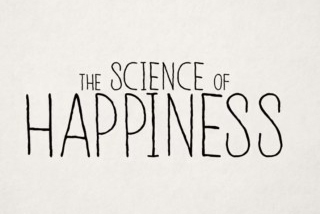 THE SCIENCE OF
HAPPINESS